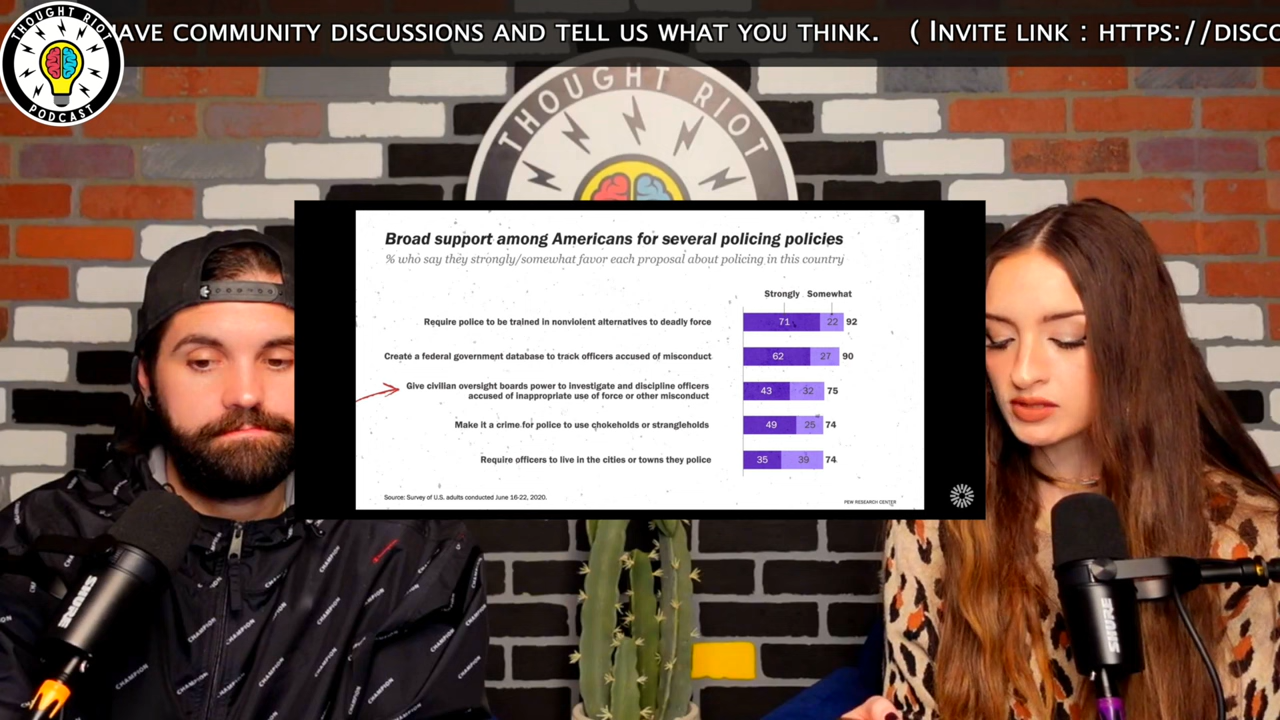 HAVE COMMUNITY DISCUSSIONS AND TELL US WHAT YOU THINK. ( INVITE LINK : HTTPS://DISCO
THOUGHT RIOT
PODCAST
THOUGHT RIOT
Broad support among Americans for several policing policies
% who say they strongly/somewhat favor each proposal about policing in this country
Strongly Somewhat
Require police to be trained in nonviolent alternatives to deadly force 71 22 92
Create a federal government database to track officers accused of misconduct 62 27 90
Give civilian oversight boards power to investigate and discipline officers
accused of inappropriate use of force or other misconduct 43 32 75
Make it a crime for police to use chokeholds or strangleholds 49 25 74
Require officers to live in the cities or towns they police 35 39 74
Source: Survey of U.S. adults conducted June 16-22, 2020.
PEW RESEARCH CENTER
CHAMPION
CHAMPION
CHAMPION
CHAMPION
CHAMPION
CHAMPION
SHURE
SHURE